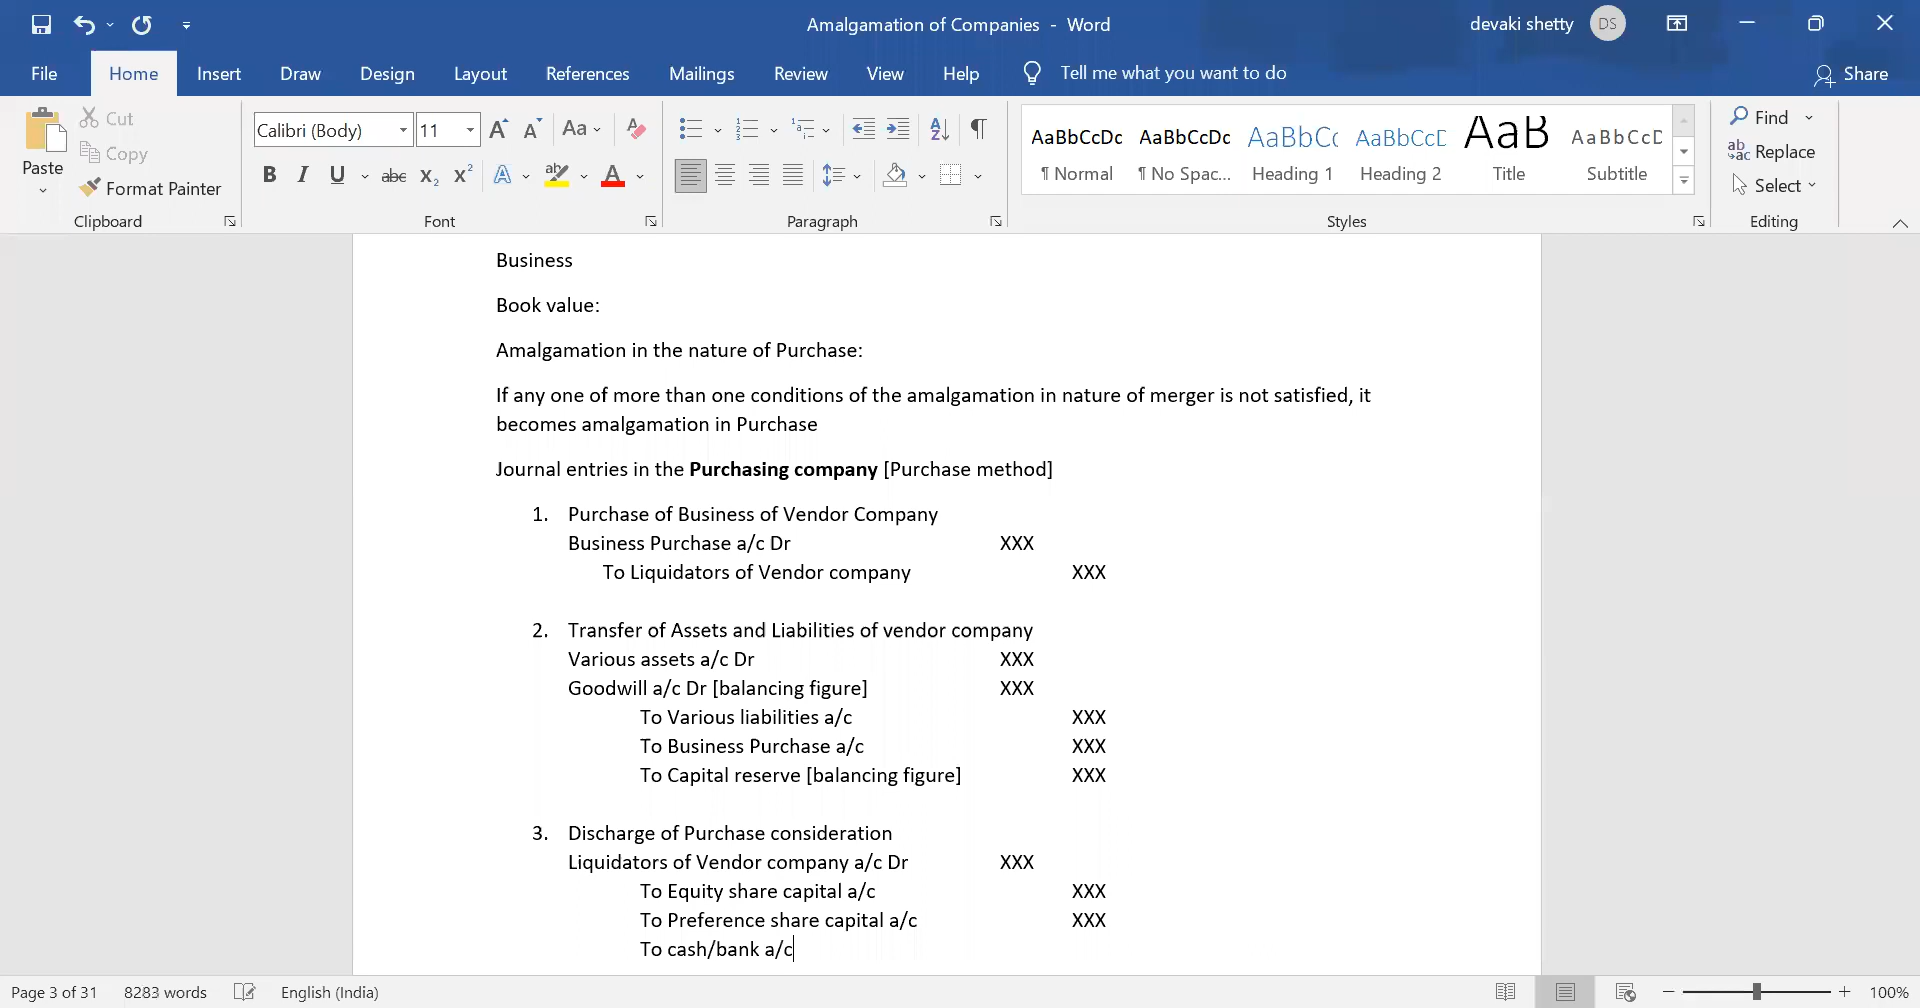 Amalgamation of Companies - Word
devaki shetty DS
File Home Insert Draw Design Layout References Mailings Review View Help Tell me what you want to do Share
Paste
Cut
Copy
Format Painter
Clipboard
Calibri (Body) 11 A A Aa A
B I U abc X₂ X² A ab A
Font
Paragraph
AaBbCcDc AaBbCcDc AaBbCc AaBbCcD AaB AaBbCcD
¶ Normal ¶ No Spac... Heading 1 Heading 2 Title Subtitle
Styles
Find
Replace
Select
Editing
Business
Book value:
Amalgamation in the nature of Purchase:
If any one of more than one conditions of the amalgamation in nature of merger is not satisfied, it
becomes amalgamation in Purchase
Journal entries in the Purchasing company [Purchase method]
1. Purchase of Business of Vendor Company
Business Purchase a/c Dr XXX
To Liquidators of Vendor company XXX
2. Transfer of Assets and Liabilities of vendor company
Various assets a/c Dr XXX
Goodwill a/c Dr [balancing figure] XXX
To Various liabilities a/c XXX
To Business Purchase a/c XXX
To Capital reserve [balancing figure] XXX
3. Discharge of Purchase consideration
Liquidators of Vendor company a/c Dr XXX
To Equity share capital a/c XXX
To Preference share capital a/c XXX
To cash/bank a/c
Page 3 of 31 8283 words English (India) 100%